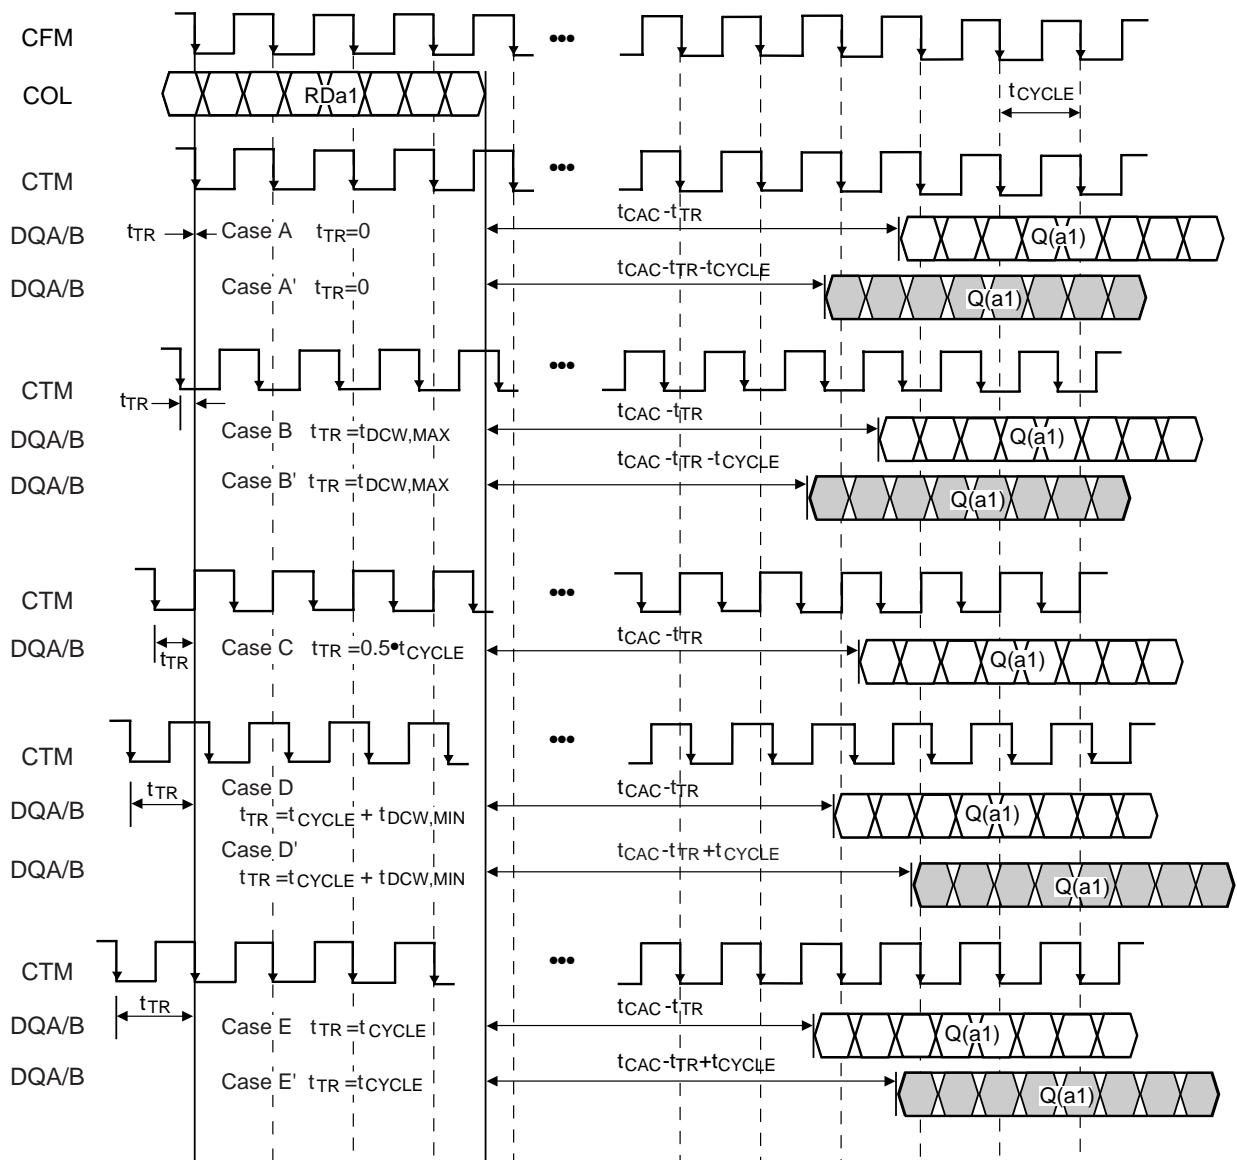 CFM
•••
COL
RDa1
tCYCLE
CTM
•••
tCAC-tTR
DQA/B
tTR
Case A tTR=0
Q(a1)
tCAC-tTR-tCYCLE
DQA/B
Case A' tTR=0
Q(a1)
•••
CTM
tTR
tCAC-tTR
DQA/B
Case B tTR=tDCW,MAX
Q(a1)
tCAC-tTR-tCYCLE
DQA/B
Case B' tTR=tDCW,MAX
Q(a1)
CTM
•••
tCAC-tTR
DQA/B
tTR
Case C tTR=0.5•tCYCLE
Q(a1)
CTM
•••
tTR
Case D
tCAC-tTR
DQA/B
tTR=tCYCLE + tDCW,MIN
Q(a1)
Case D'
tCAC-tTR+tCYCLE
DQA/B
tTR=tCYCLE + tDCW,MIN
Q(a1)
CTM
•••
tTR
tCAC-tTR
DQA/B
Case E tTR=tCYCLE
Q(a1)
tCAC-tTR+tCYCLE
DQA/B
Case E' tTR=tCYCLE
Q(a1)